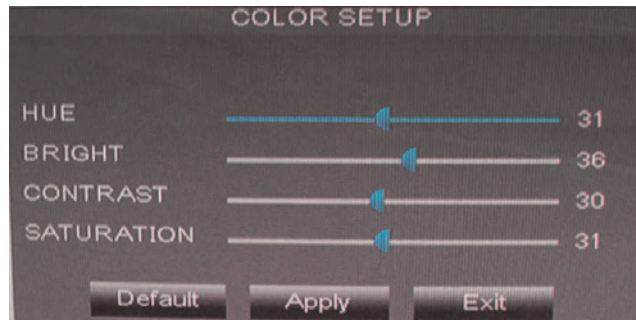 COLOR SETUP
HUE 31
BRIGHT 36
CONTRAST 30
SATURATION 31
Default Apply Exit